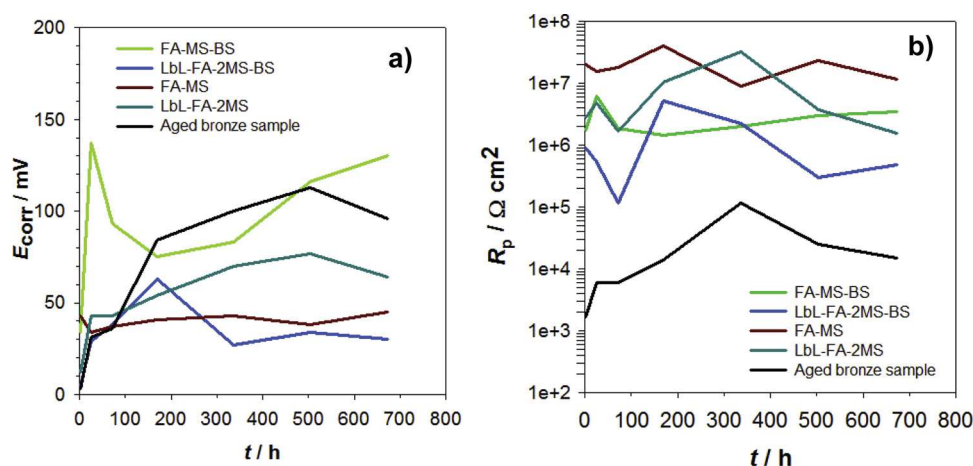 a)
FA-MS-BS
LbL-FA-2MS-BS
FA-MS
LbL-FA-2MS
Aged bronze sample
200
150
100
50
0
E corr / mV
0 100 200 300 400 500 600 700 800
t / h
b)
1e+8
1e+7
1e+6
1e+5
1e+4
1e+3
1e+2
Rp / Ω cm2
FA-MS-BS
LbL-FA-2MS-BS
FA-MS
LbL-FA-2MS
Aged bronze sample
0 100 200 300 400 500 600 700 800
t / h